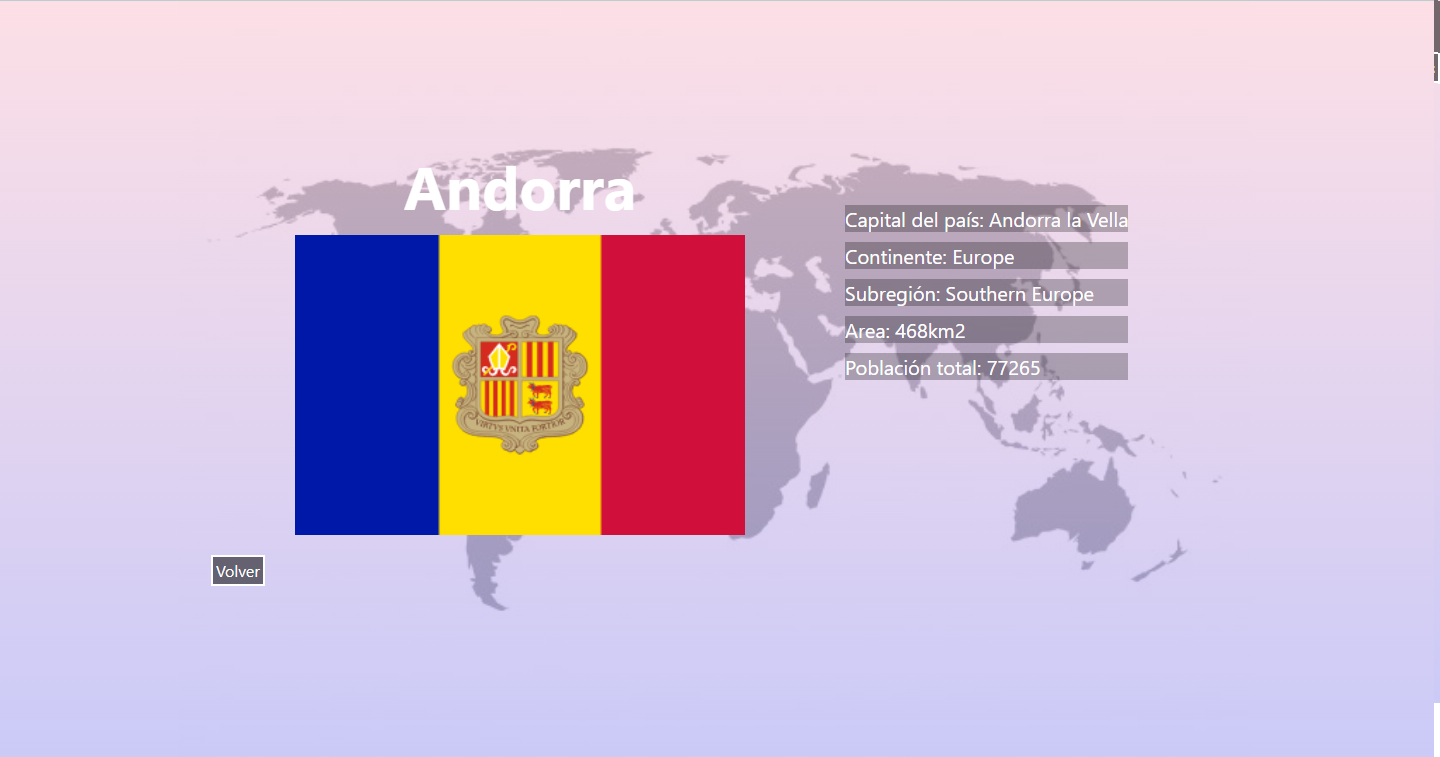 Andorra
Capital del país: Andorra la Vella
Continente: Europe
Subregión: Southern Europe
Area: 468km2
Población total: 77265
VIRTVS UNITA FORTIOR
Volver